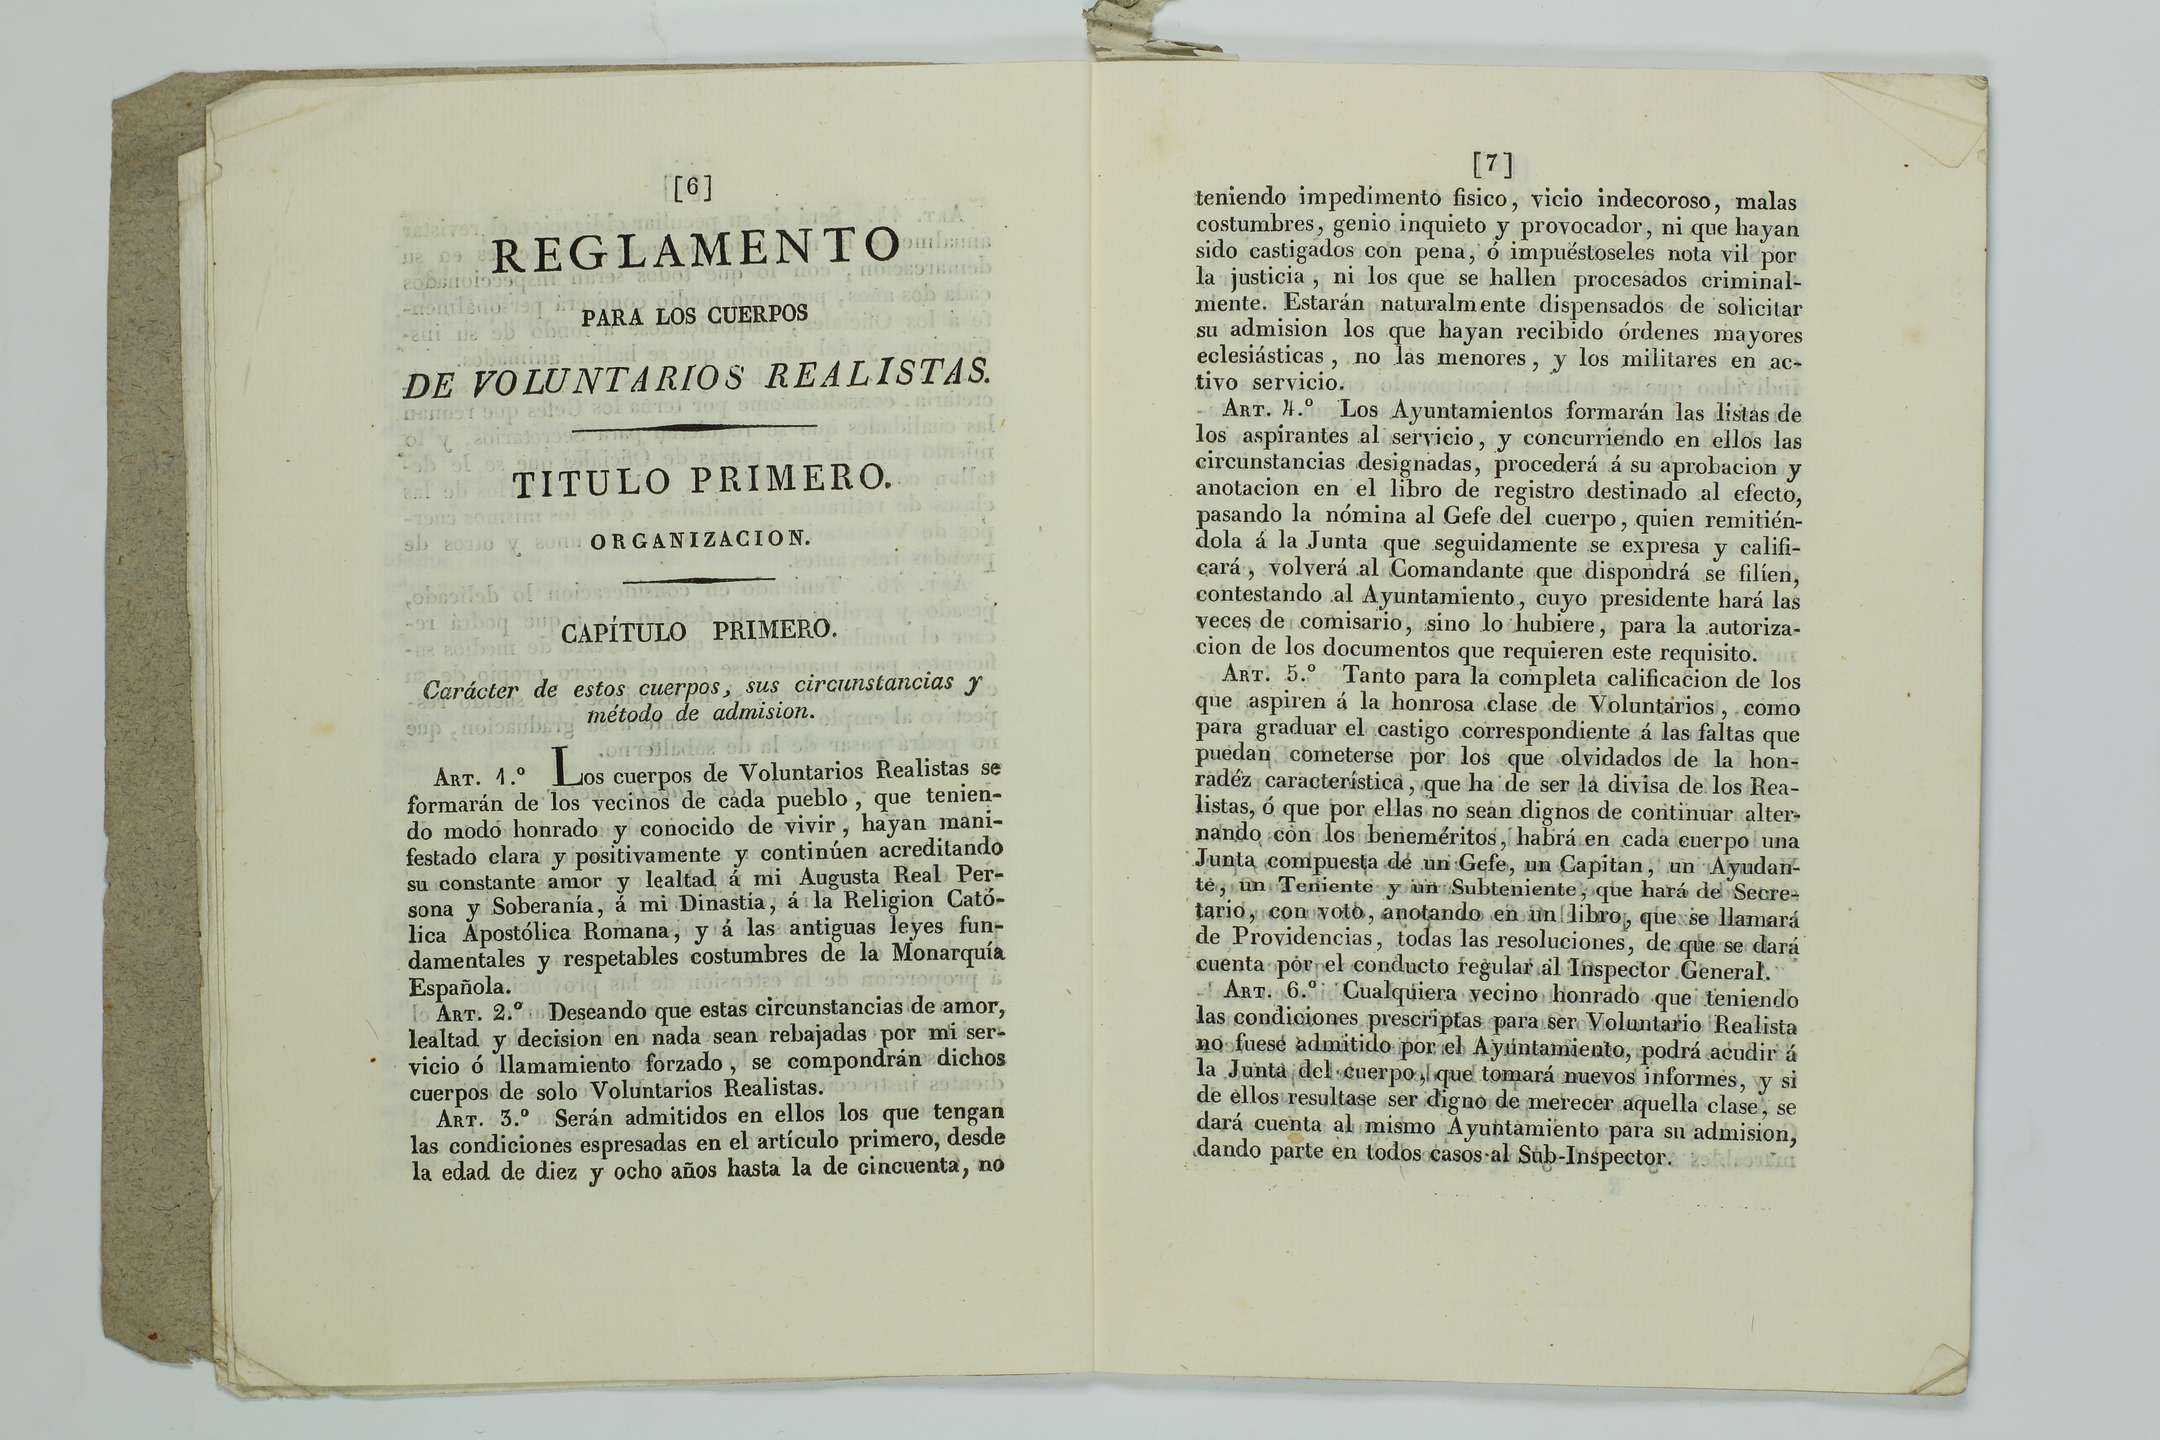 [6]
REGLAMENTO
PARA LOS CUERPOS
DE VOLUNTARIOS REALISTAS.
TITULO PRIMERO.
ORGANIZACION.
CAPÍTULO PRIMERO.
Carácter de estos cuerpos, sus circunstancias y
método de admision.
ART. 1.º Los cuerpos de Voluntarios Realistas se
formarán de los vecinos de cada pueblo, que tenien-
do modo honrado y conocido de vivir, hayan mani-
festado clara y positivamente y continúen acreditando
su constante amor y lealtad á mi Augusta Real Per-
sona y Soberanía, á mi Dinastía, á la Religion Cató-
lica Apostólica Romana, y á las antiguas leyes fun-
damentales y respetables costumbres de la Monarquía
Española.
ART. 2.º Deseando que estas circunstancias de amor,
lealtad y decision en nada sean rebajadas por mi ser-
vicio ó llamamiento forzado, se compondrán dichos
cuerpos de solo Voluntarios Realistas.
ART. 3.º Serán admitidos en ellos los que tengan
las condiciones espresadas en el artículo primero, desde
la edad de diez y ocho años hasta la de cincuenta, no
[7]
teniendo impedimento fisico, vicio indecoroso, malas
costumbres, genio inquieto y provocador, ni que hayan
sido castigados con pena, ó impuéstoseles nota vil por
la justicia, ni los que se hallen procesados criminal-
mente. Estarán naturalmente dispensados de solicitar
su admision los que hayan recibido órdenes mayores
eclesiásticas, no las menores, y los militares en ac-
tivo servicio.
ART. 4.º Los Ayuntamientos formarán las listas de
los aspirantes al servicio, y concurriendo en ellos las
circunstancias designadas, procederá á su aprobacion y
anotacion en el libro de registro destinado al efecto,
pasando la nómina al Gefe del cuerpo, quien remitién-
dola á la Junta que seguidamente se expresa y califi-
cará, volverá al Comandante que dispondrá se filíen,
contestando al Ayuntamiento, cuyo presidente hará las
veces de comisario, sino lo hubiere, para la autoriza-
cion de los documentos que requieren este requisito.
ART. 5.º Tanto para la completa calificacion de los
que aspiren á la honrosa clase de Voluntarios, como
para graduar el castigo correspondiente á las faltas que
puedan cometerse por los que olvidados de la hon-
radéz característica, que ha de ser la divisa de los Rea-
listas, ó que por ellas no sean dignos de continuar alter-
nando con los beneméritos, habrá en cada cuerpo una
Junta compuesta de un Gefe, un Capitan, un Ayudan-
te, un Teniente y un Subteniente, que hará de Secre-
tario, con voto, anotando en un libro, que se llamará
de Providencias, todas las resoluciones, de que se dará
cuenta por el conducto regular al Inspector General.
ART. 6.º Cualquiera vecino honrado que teniendo
las condiciones prescriptas para ser Voluntario Realista
no fuese admitido por el Ayuntamiento, podrá acudir á
la Junta del cuerpo, que tomará nuevos informes, y si
de ellos resultase ser digno de merecer aquella clase, se
dará cuenta al mismo Ayuntamiento para su admision,
dando parte en todos casos al Sub-Inspector.